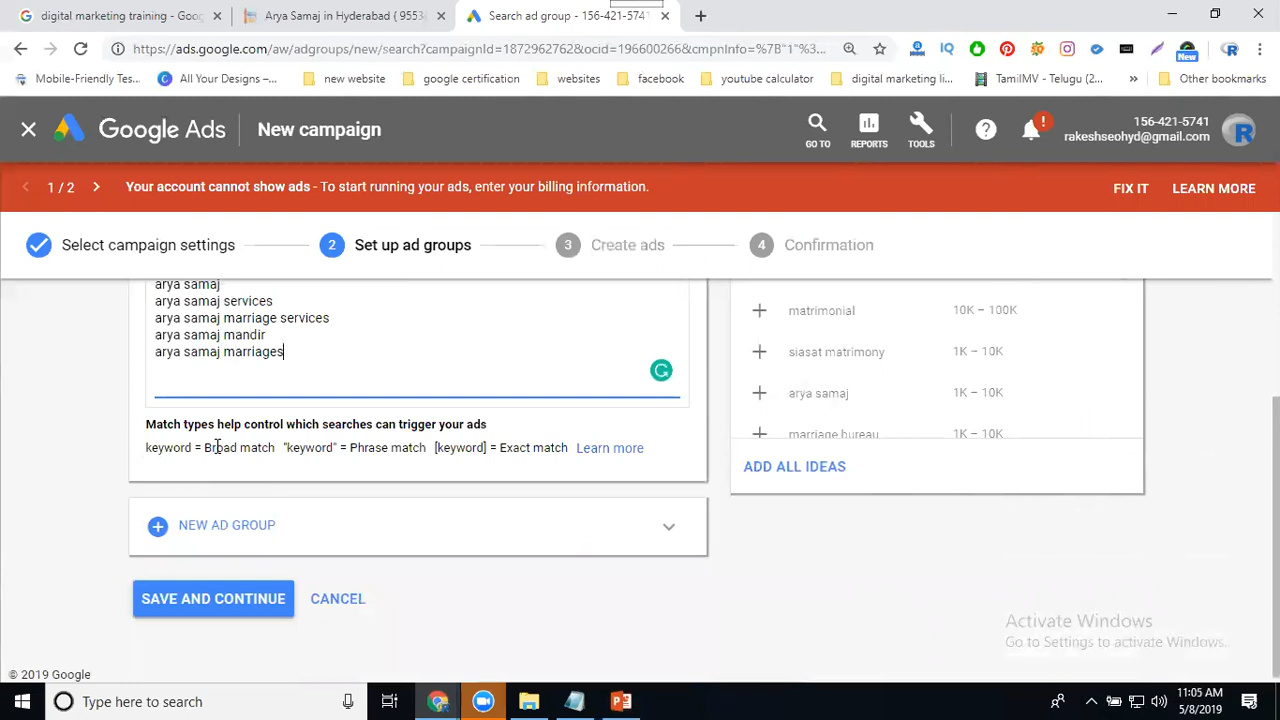 digital marketing training - Goo
Arya Samaj in Hyderabad ( 9553
Search ad group - 156-421-5741
https://ads.google.com/aw/adgroups/new/search?campaignId=1872962762&ocid=196600266&cmpnInfo=%7B"1"%3...
Mobile-Friendly Tes...
All Your Designs –...
new website
google certification
websites
facebook
youtube calculator
digital marketing li...
TamilMV - Telugu (2...
Other bookmarks
IQ
New
Google Ads
New campaign
GO TO
REPORTS
TOOLS
156-421-5741
rakeshseohyd@gmail.com
1 / 2
Your account cannot show ads - To start running your ads, enter your billing information.
FIX IT
LEARN MORE
Select campaign settings
2 Set up ad groups
3 Create ads
4 Confirmation
arya samaj
arya samaj services
arya samaj marriage services
arya samaj mandir
arya samaj marriages
Match types help control which searches can trigger your ads
keyword = Broad match "keyword" = Phrase match [keyword] = Exact match Learn more
matrimonial 10K – 100K
siasat matrimony 1K – 10K
arya samaj 1K – 10K
marriage bureau 1K – 10K
ADD ALL IDEAS
NEW AD GROUP
SAVE AND CONTINUE
CANCEL
Activate Windows
Go to Settings to activate Windows.
© 2019 Google
Type here to search
11:05 AM
5/8/2019